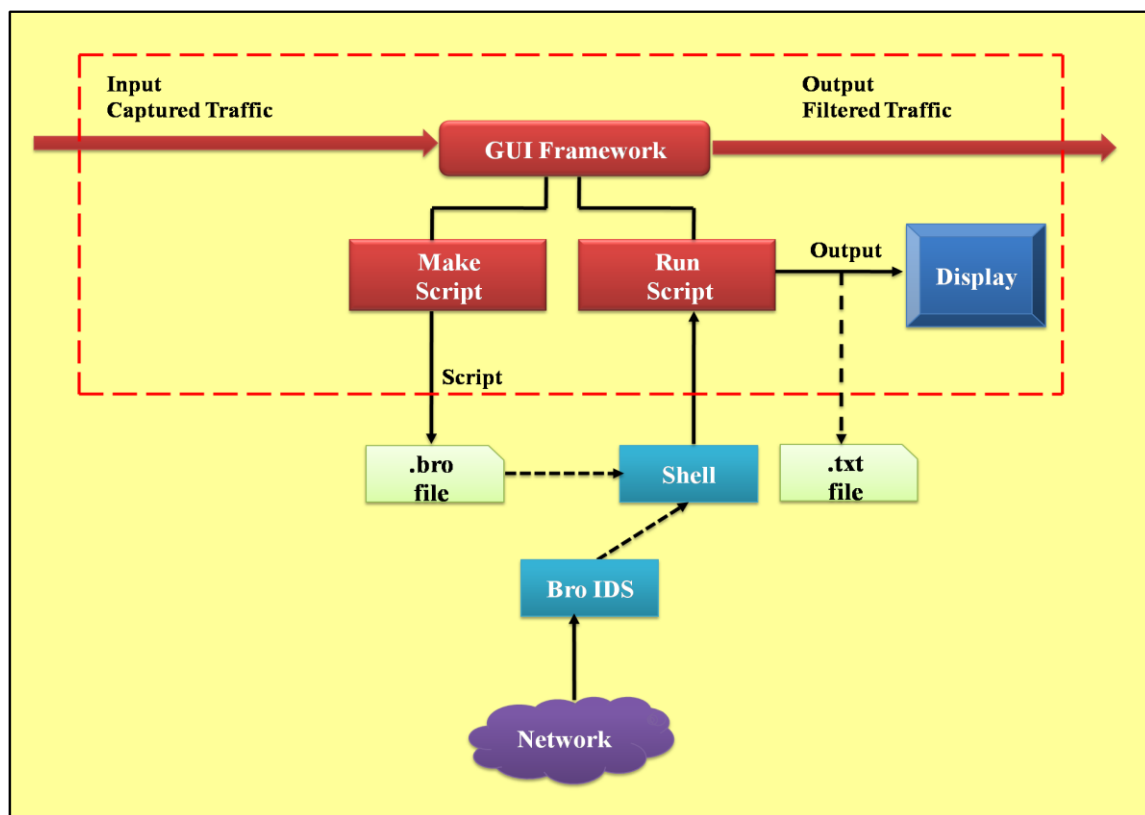 Input
Captured Traffic
Output
Filtered Traffic
GUI Framework
Make
Script
Run
Script
Output
Display
Script
.bro
file
Shell
.txt
file
Bro IDS
Network